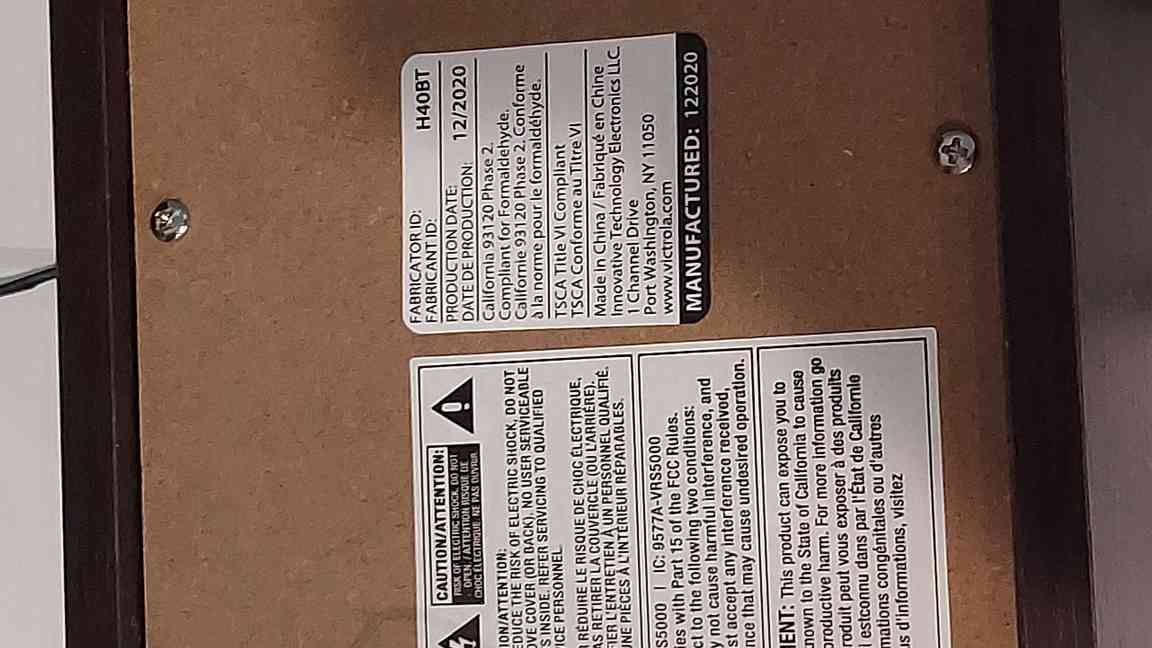 FABRICATOR ID: H40BT
FABRICANT ID:
PRODUCTION DATE: 12/2020
DATE DE PRODUCTION:
California 93120 Phase 2.
Compliant for Formaldehyde.
Californie 93120 Phase 2, Conforme
à la norme pour le formaldéhyde.
TSCA Title VI Compliant
TSCA Conforme au Tltre VI
Made in China / Fabriqué en Chine
Innovative Technology Electronics LLC.
1 Channel Drive
Port Washington, NY 11050
www.victrola.com
MANUFACTURED: 122020
CAUTION/ATTENTION:
RISK OF ELECTRIC SHOCK, DO NOT
OPEN. / ATTENTION RISQUE DE
CHOC ELECTRIQUE. NE PAS OUVRIR
ION/ATTENTION:
EDUCE THE RISK OF ELECTRIC SHOCK, DO NOT
OVE COVER (OR BACK). NO USER SERVICEABLE
S INSIDE. REFER SERVICING TO QUALIFIED
ICE PERSONNEL.
RÉDUIRE LE RISQUE DE CHOC ÉLECTRIQUE,
AS RETIRER LA COUVERCLE (OU L'ARRIÈRE).
FIER L'ENTRETIEN À UN PERSONNEL QUALIFIÉ.
UNE PIÈCES À L'INTÉRIEUR RÉPARABLES.
S5000 | IC: 9577A-VRS5000
ies with Part 15 of the FCC Rules.
ct to the following two conditions:
y not cause harmful interference, and
st accept any interference received,
nce that may cause undesired operation.
MENT: This product can expose you to
nown to the State of California to cause
productive harm. For more information go
roduit peut vous exposer à des produits
l estconnu dans par l'État de Californie
mations congénitales ou d'autres
us d'informations, visitez